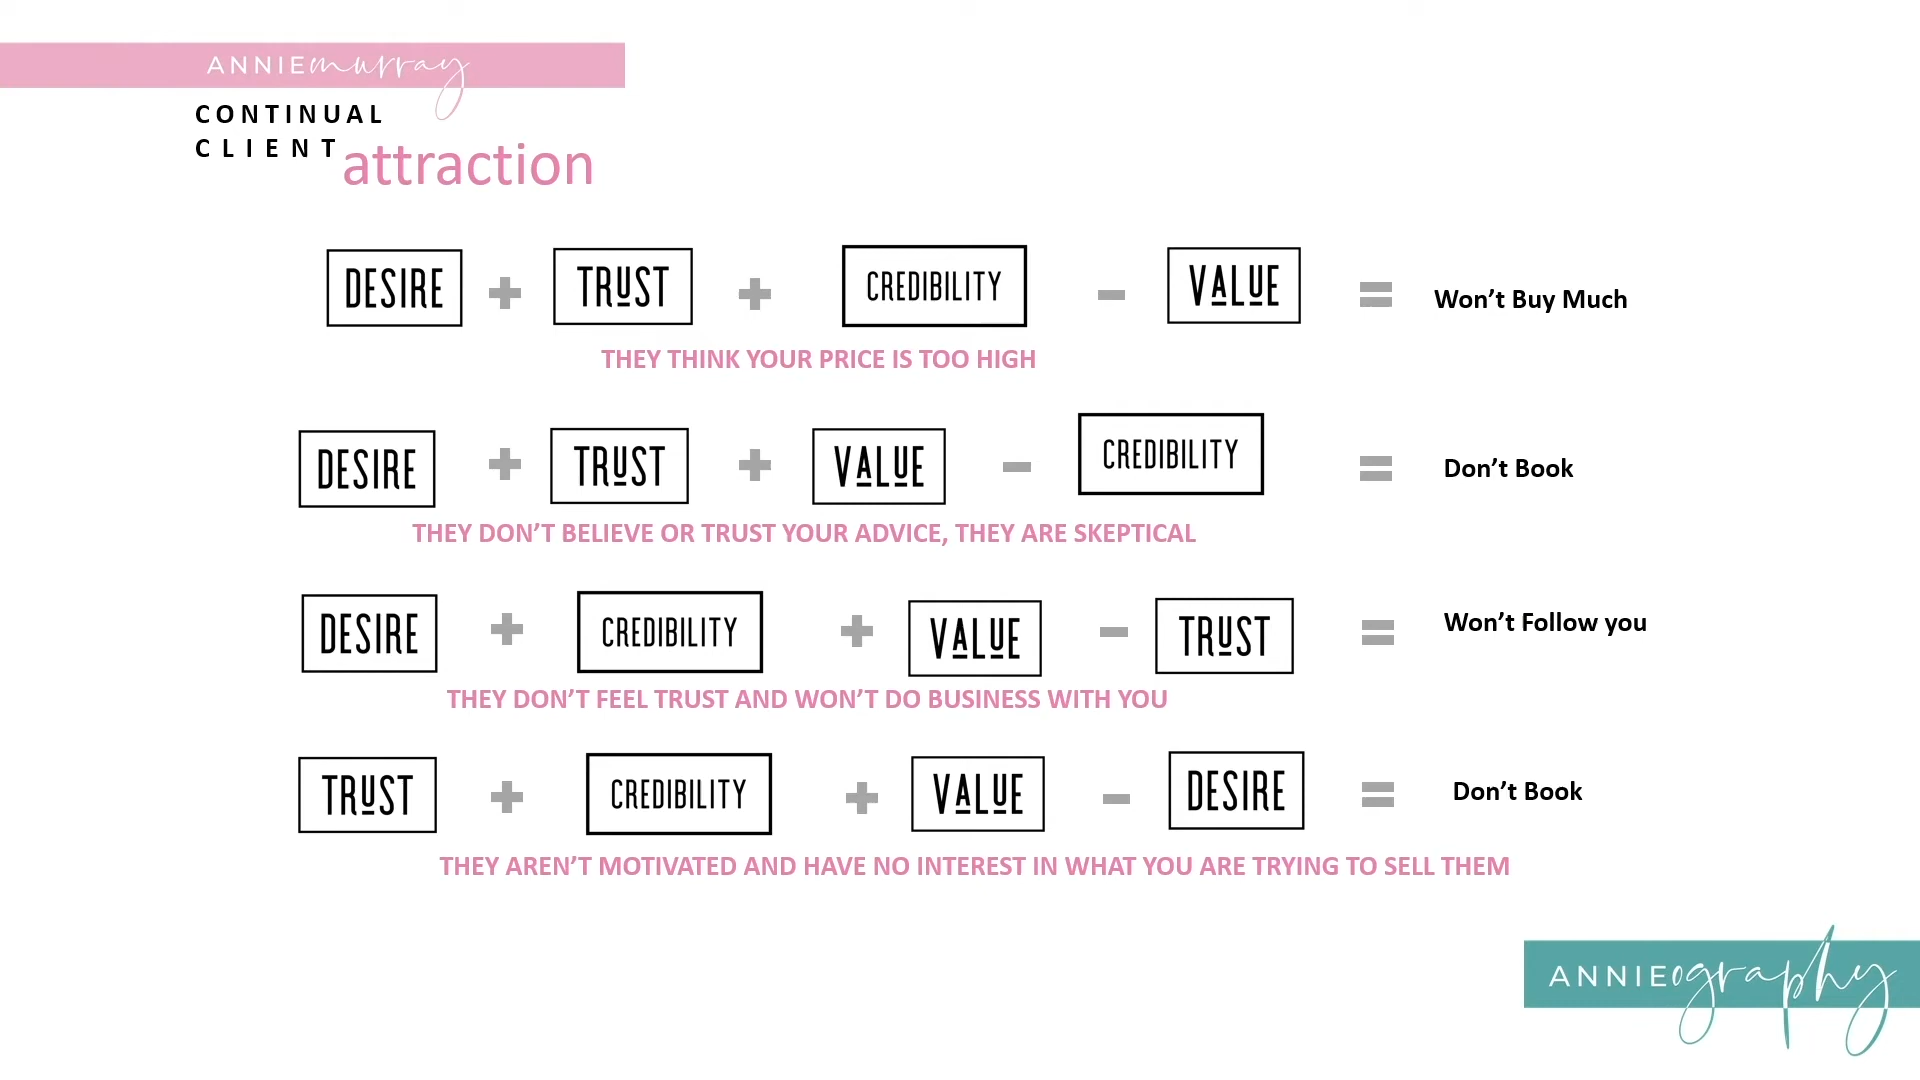 ANNIEmurray
CONTINUAL
CLIENT attraction
DESIRE + TRUST + CREDIBILITY - VALUE = Won’t Buy Much
THEY THINK YOUR PRICE IS TOO HIGH
DESIRE + TRUST + VALUE - CREDIBILITY = Don’t Book
THEY DON’T BELIEVE OR TRUST YOUR ADVICE, THEY ARE SKEPTICAL
DESIRE + CREDIBILITY + VALUE - TRUST = Won’t Follow you
THEY DON’T FEEL TRUST AND WON’T DO BUSINESS WITH YOU
TRUST + CREDIBILITY + VALUE - DESIRE = Don’t Book
THEY AREN’T MOTIVATED AND HAVE NO INTEREST IN WHAT YOU ARE TRYING TO SELL THEM
ANNIEography